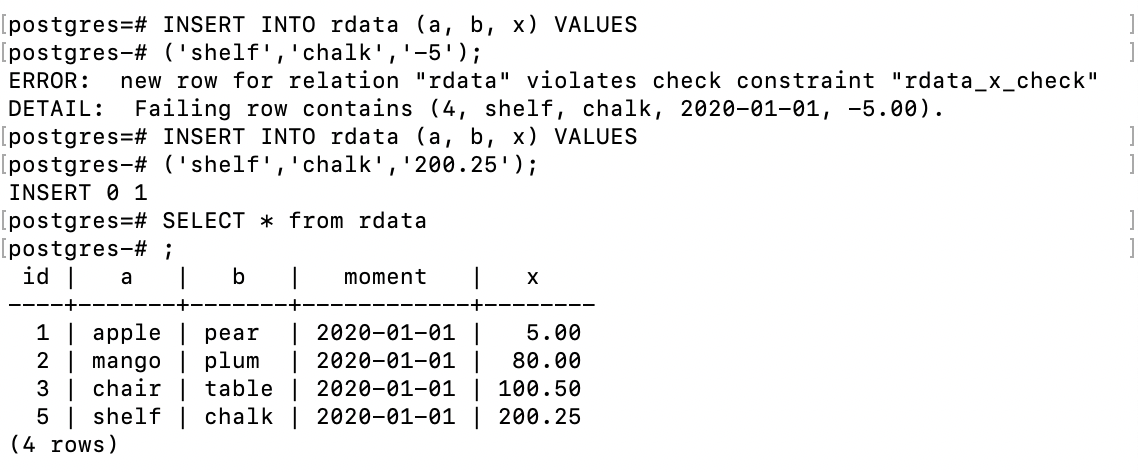 [postgres=# INSERT INTO rdata (a, b, x) VALUES ]
[postgres-# ('shelf','chalk','-5'); ]
ERROR:  new row for relation "rdata" violates check constraint "rdata_x_check"
DETAIL:  Failing row contains (4, shelf, chalk, 2020-01-01, -5.00).
[postgres=# INSERT INTO rdata (a, b, x) VALUES ]
[postgres-# ('shelf','chalk','200.25'); ]
INSERT 0 1
[postgres=# SELECT * from rdata ]
[postgres-# ; ]
 id |   a   |   b   |   moment   |   x
----+-------+-------+------------+--------
  1 | apple | pear  | 2020-01-01 |   5.00
  2 | mango | plum  | 2020-01-01 |  80.00
  3 | chair | table | 2020-01-01 | 100.50
  5 | shelf | chalk | 2020-01-01 | 200.25
(4 rows)